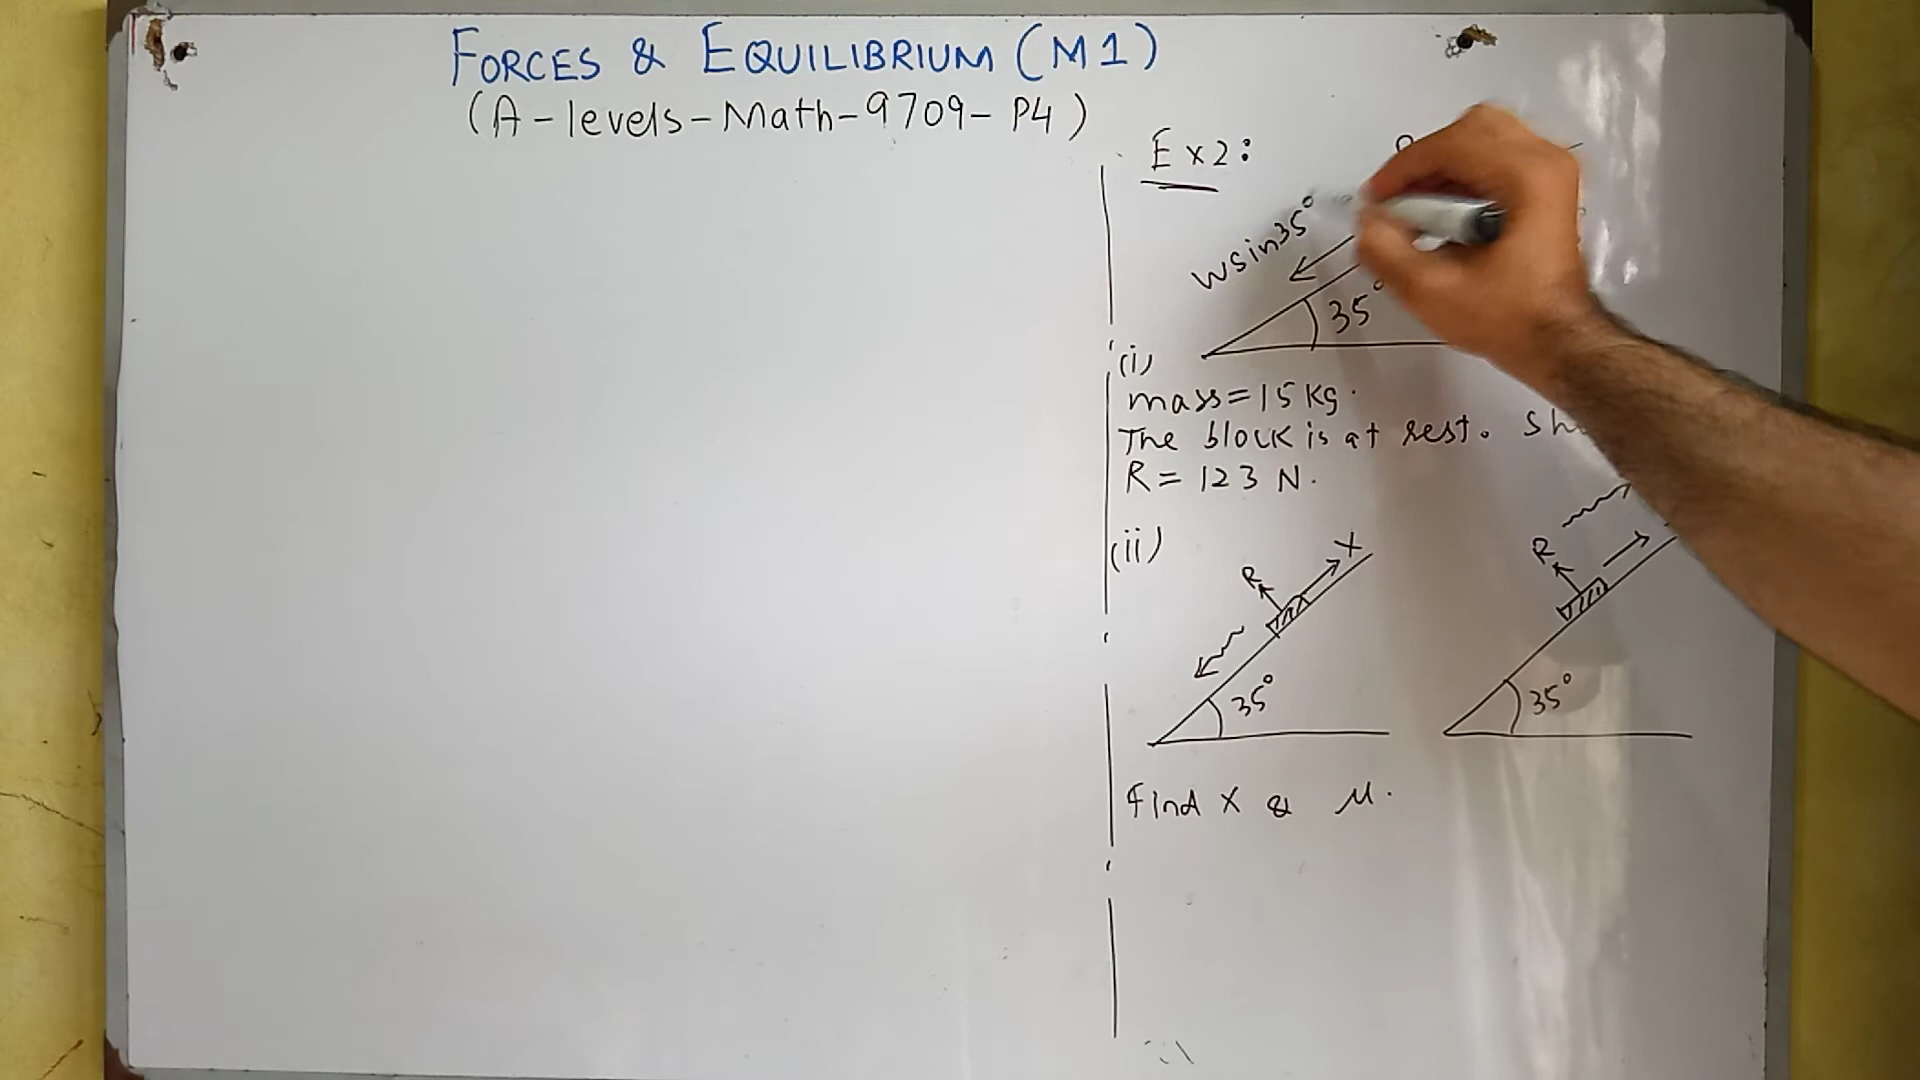 FORCES & EQUILIBRIUM (M1)
(A-levels-Math-9709-P4)
Ex2:
Wsin35°
35°
(i)
mass=15 kg.
The block is at rest.
R= 123 N.
(ii)
R
X
35°
R
35°
Find X & μ.